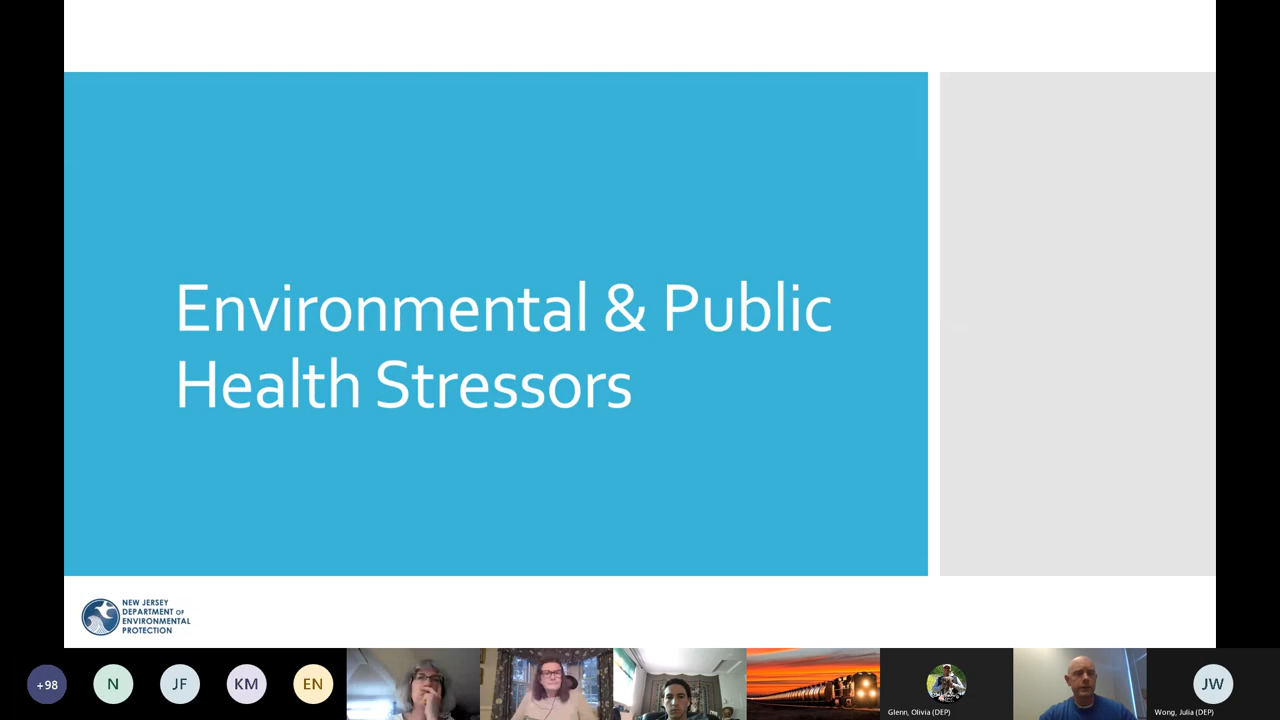 Environmental & Public
Health Stressors
NEW JERSEY
DEPARTMENT OF
ENVIRONMENTAL
PROTECTION
+98
N
JF
KM
EN
Glenn, Olivia (DEP)
JW
Wong, Julia (DEP)